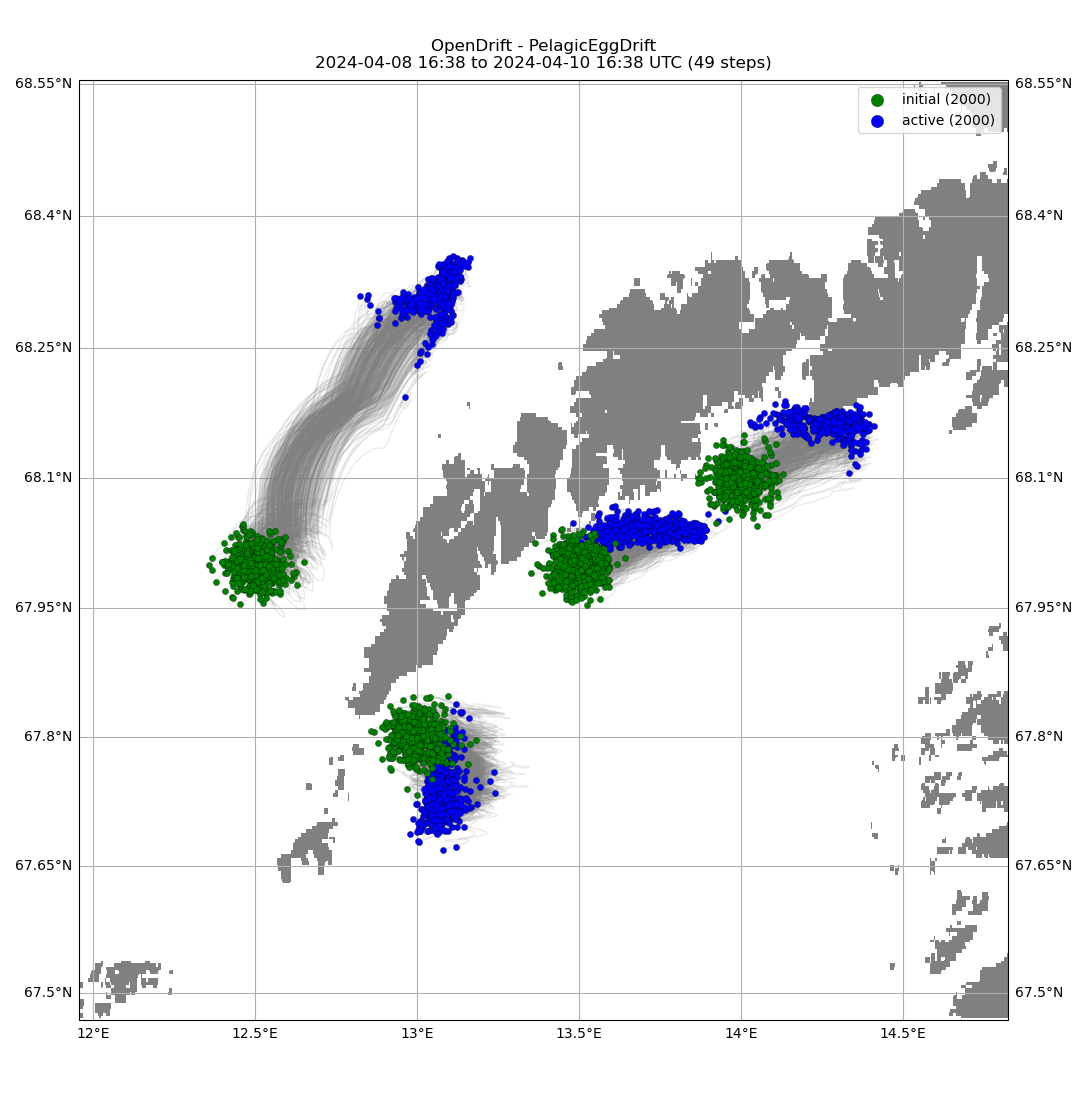 OpenDrift - PelagicEggDrift
2024-04-08 16:38 to 2024-04-10 16:38 UTC (49 steps)
68.55°N 68.55°N
initial (2000)
active (2000)
68.4°N 68.4°N
68.25°N 68.25°N
68.1°N 68.1°N
67.95°N 67.95°N
67.8°N 67.8°N
67.65°N 67.65°N
67.5°N 67.5°N
12°E 12.5°E 13°E 13.5°E 14°E 14.5°E